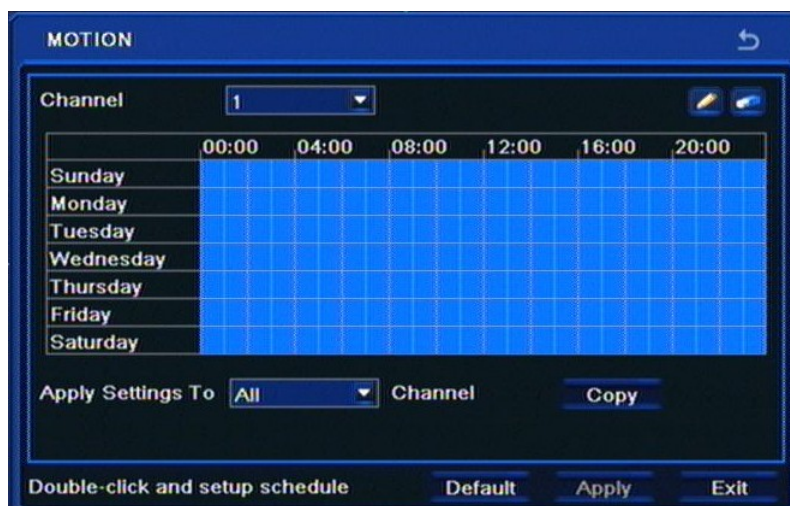 MOTION
Channel 1
00:00 04:00 08:00 12:00 16:00 20:00
Sunday
Monday
Tuesday
Wednesday
Thursday
Friday
Saturday
Apply Settings To All Channel Copy
Double-click and setup schedule Default Apply Exit